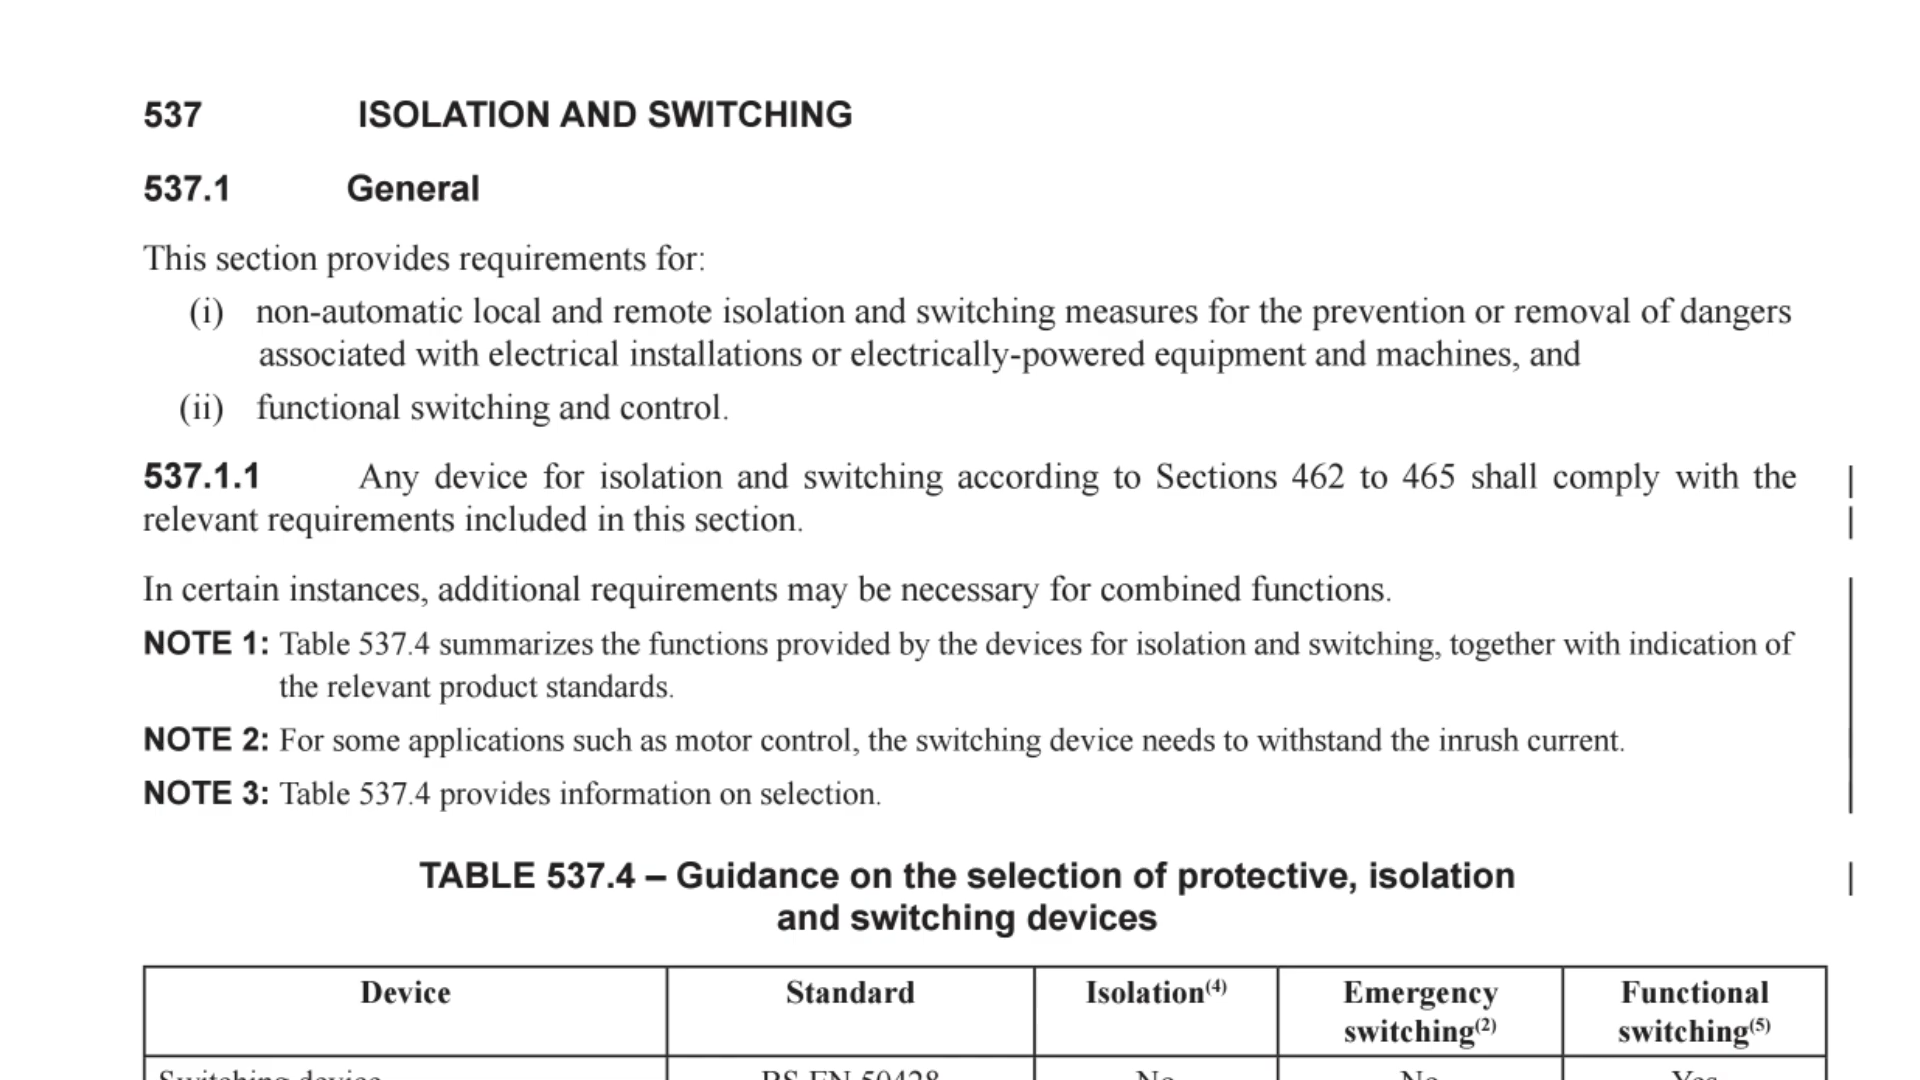 537 ISOLATION AND SWITCHING
537.1 General
This section provides requirements for:
(i) non-automatic local and remote isolation and switching measures for the prevention or removal of dangers
associated with electrical installations or electrically-powered equipment and machines, and
(ii) functional switching and control.
537.1.1 Any device for isolation and switching according to Sections 462 to 465 shall comply with the
relevant requirements included in this section.
In certain instances, additional requirements may be necessary for combined functions.
NOTE 1: Table 537.4 summarizes the functions provided by the devices for isolation and switching, together with indication of
the relevant product standards.
NOTE 2: For some applications such as motor control, the switching device needs to withstand the inrush current.
NOTE 3: Table 537.4 provides information on selection.
TABLE 537.4 – Guidance on the selection of protective, isolation
and switching devices
Device Standard Isolation(4) Emergency switching(2) Functional switching(5)
Switching device BS EN 50428 No No Yes